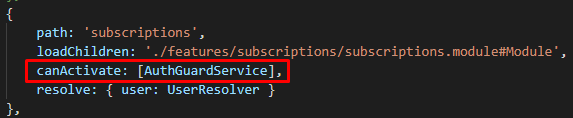 {
path: 'subscriptions',
loadChildren: './features/subscriptions/subscriptions.module#Module',
canActivate: [AuthGuardService],
resolve: { user: UserResolver }
},